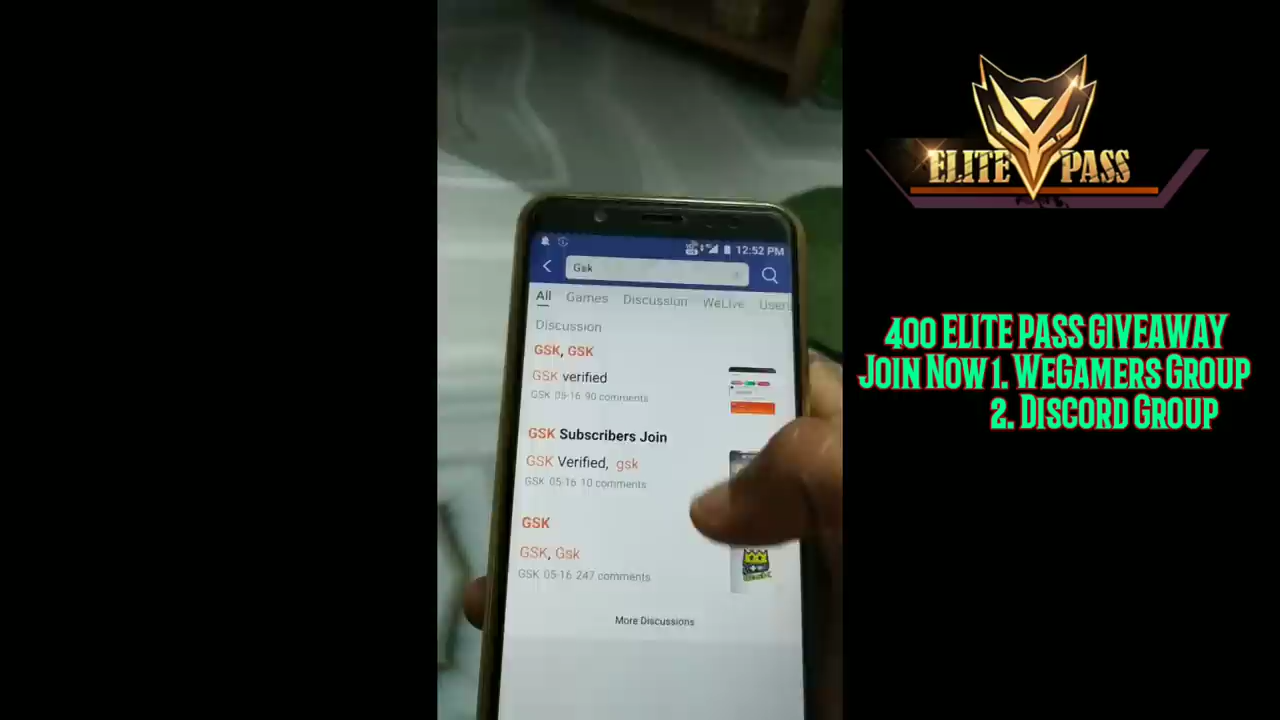 12:52 PM
Gsk
All Games Discussion WeLive Users
Discussion
GSK, GSK
GSK verified
GSK 05-16 90 comments
GSK Subscribers Join
GSK Verified, gsk
GSK 05-16 10 comments
GSK
GSK, Gsk
GSK 05-16 247 comments
More Discussions
ELITE PASS
400 ELITE PASS GIVEAWAY
JOIN NOW 1. WEGAMERS GROUP
2. DISCORD GROUP